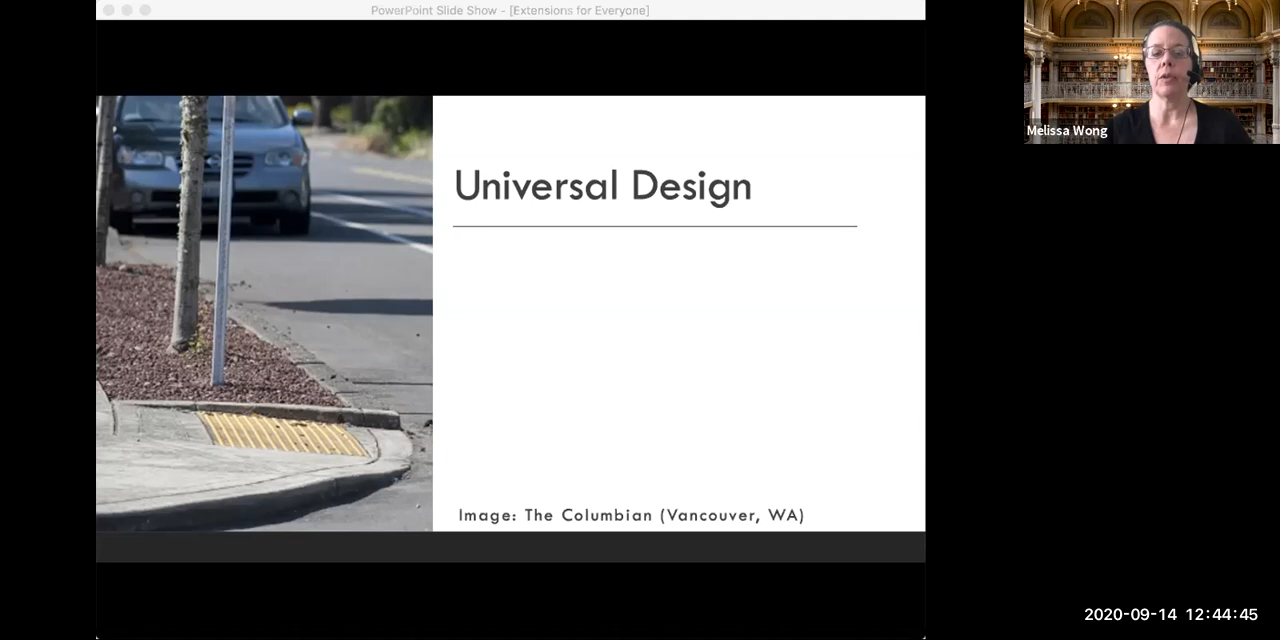 PowerPoint Slide Show - [Extensions for Everyone]
Melissa Wong
Universal Design
Image: The Columbian (Vancouver, WA)
2020-09-14 12:44:45